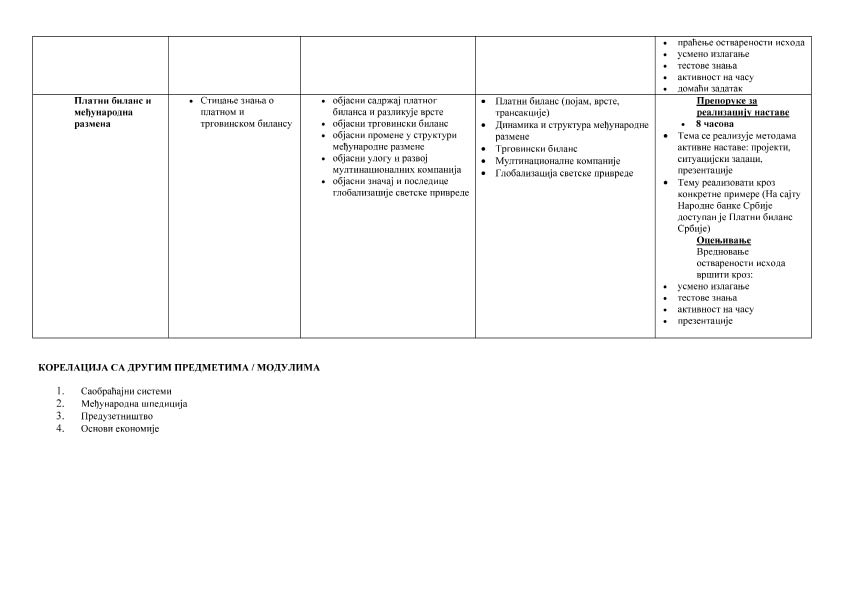 • праћење остварености исхода
• усмено излагање
• тестове знања
• активност на часу
• домаћи задатак
Платни биланс и
међународна
размена
• Стицање знања о
платном и
трговинском билансу
• објасни садржај платног
биланса и разликује врсте
• објасни трговински биланс
• објасни промене у структури
међународне размене
• објасни улогу и развој
мултинационалних компанија
• објасни значај и последице
глобализације светске привреде
• Платни биланс (појам, врсте,
трансакције)
• Динамика и структура међународне
размене
• Трговински биланс
• Мултинационалне компаније
• Глобализација светске привреде
Препоруке за
реализацију наставе
• 8 часова
• Тема се реализује методама
активне наставе: пројекти,
ситуацијски задаци,
презентације
• Тему реализовати кроз
конкретне примере (На сајту
Народне банке Србије
доступан је Платни биланс
Србије)
Оцењивање
Вредновање
остварености исхода
вршити кроз:
• усмено излагање
• тестове знања
• активност на часу
• презентације
КОРЕЛАЦИЈА СА ДРУГИМ ПРЕДМЕТИМА / МОДУЛИМА
1. Саобраћајни системи
2. Међународна шпедиција
3. Предузетништво
4. Основи економије